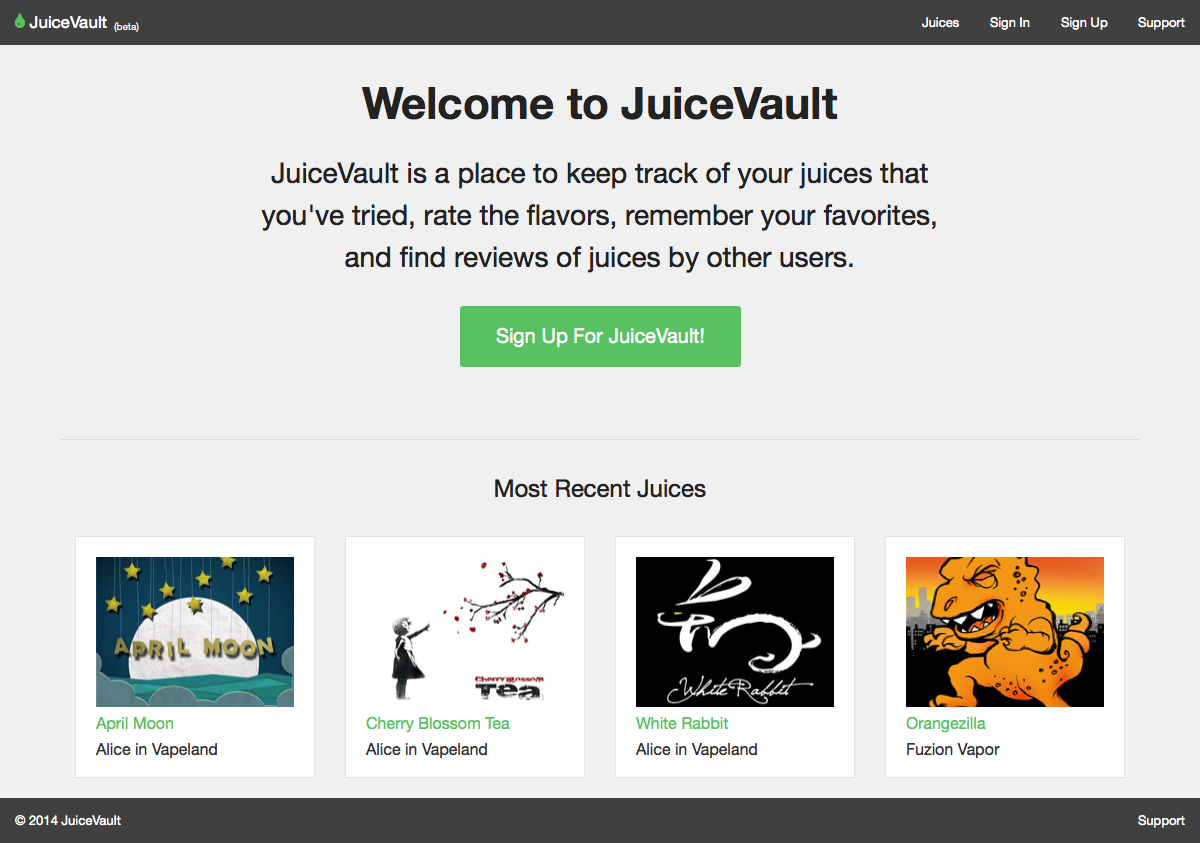 JuiceVault (beta)
Juices Sign In Sign Up Support
Welcome to JuiceVault
JuiceVault is a place to keep track of your juices that
you've tried, rate the flavors, remember your favorites,
and find reviews of juices by other users.
Sign Up For JuiceVault!
Most Recent Juices
APRIL MOON
April Moon
Alice in Vapeland
Cherry Blossom
Tea
Cherry Blossom Tea
Alice in Vapeland
White Rabbit
White Rabbit
Alice in Vapeland
Orangezilla
Fuzion Vapor
© 2014 JuiceVault
Support